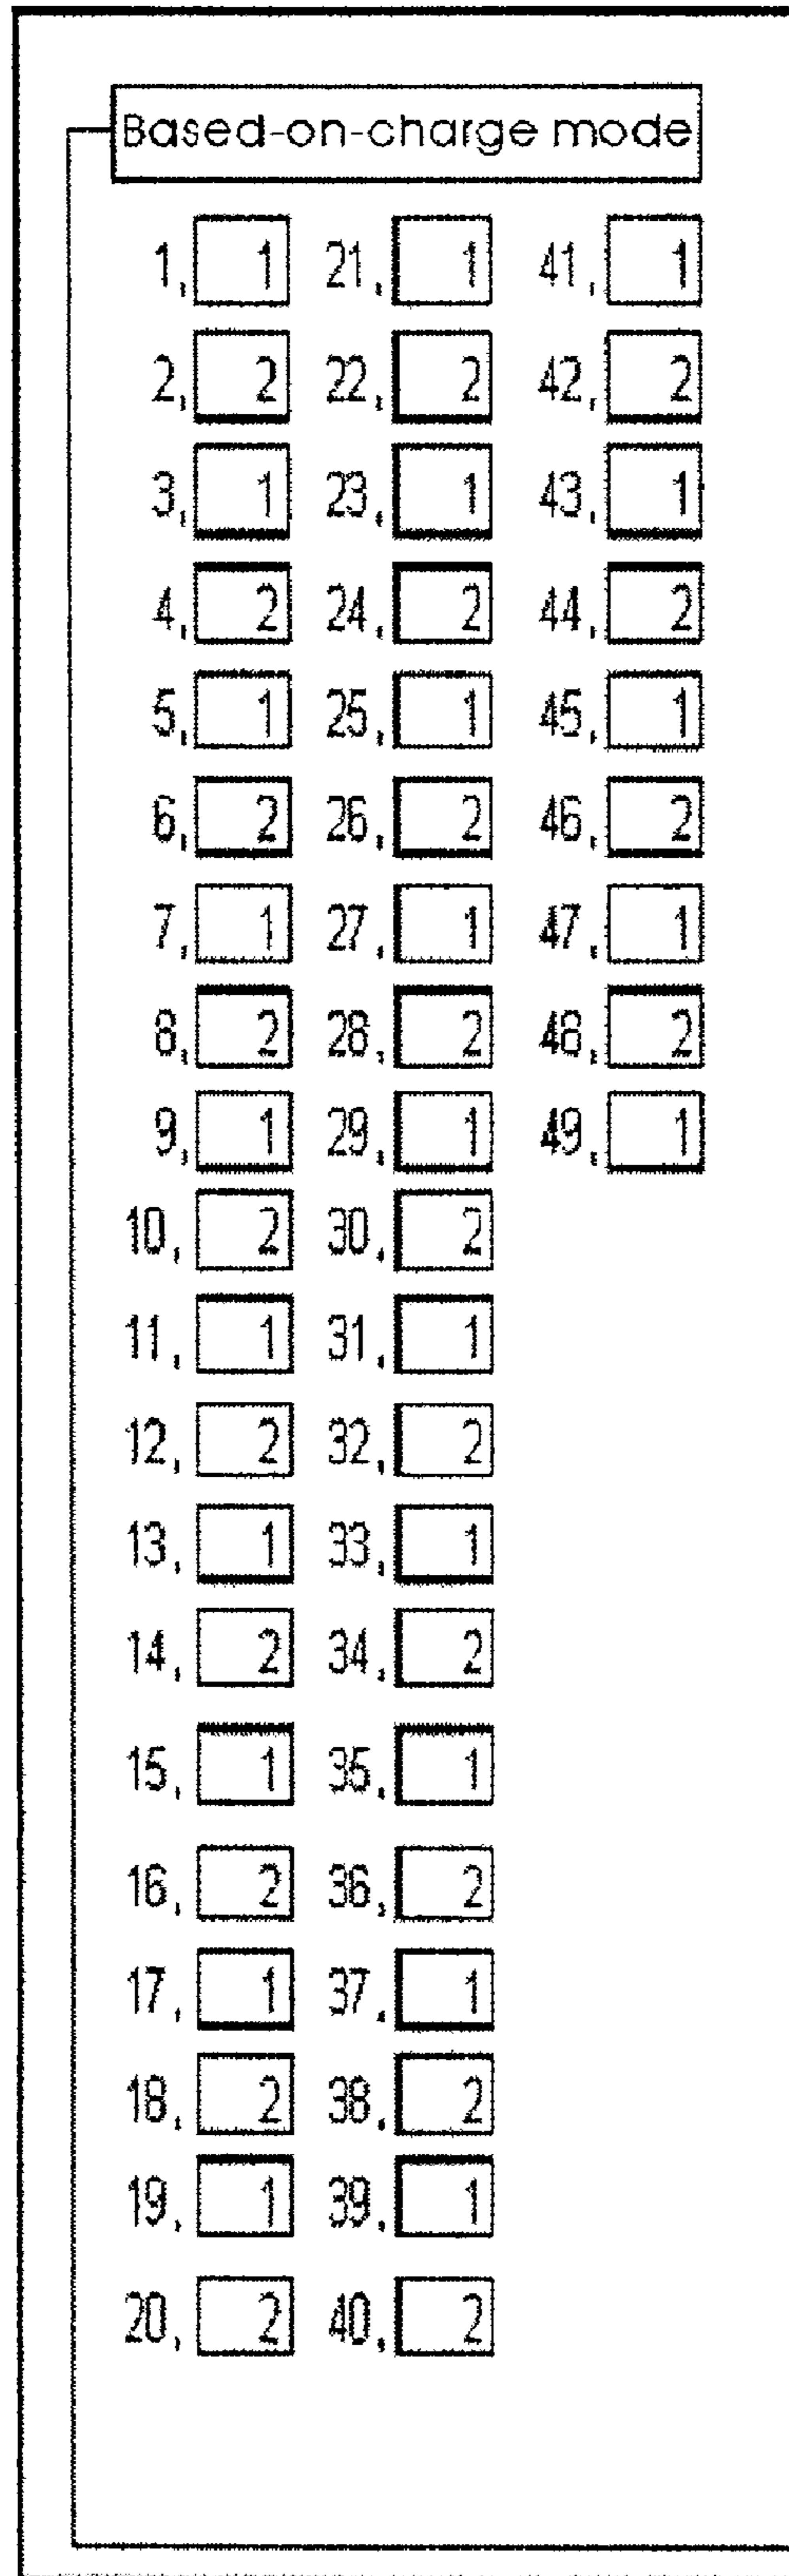 Based-on-charge mode
1, 1 21, 1 41, 1
2, 2 22, 2 42, 2
3, 1 23, 1 43, 1
4, 2 24, 2 44, 2
5, 1 25, 1 45, 1
6, 2 26, 2 46, 2
7, 1 27, 1 47, 1
8, 2 28, 2 48, 2
9, 1 29, 1 49, 1
10, 2 30, 2
11, 1 31, 1
12, 2 32, 2
13, 1 33, 1
14, 2 34, 2
15, 1 35, 1
16, 2 36, 2
17, 1 37, 1
18, 2 38, 2
19, 1 39, 1
20, 2 40, 2